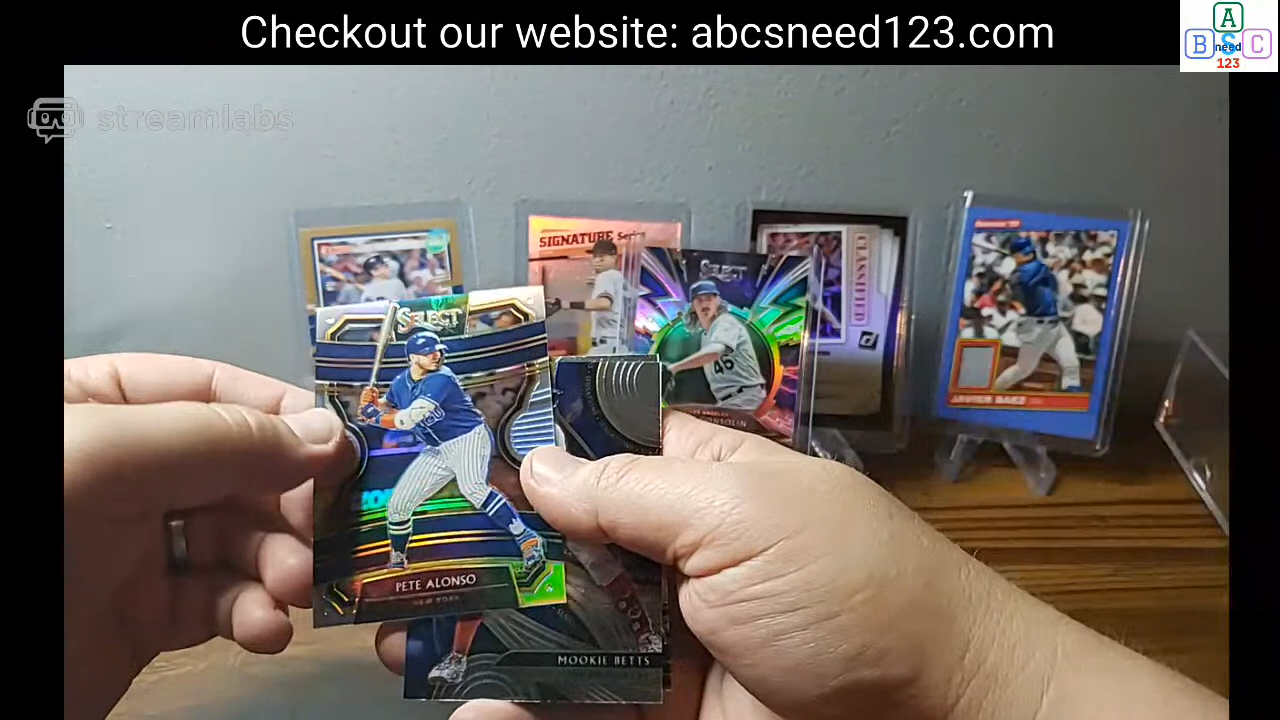 Checkout our website: abcsneed123.com
A
B S C
need
123
streamlabs
SIGNATURE Series
SELECT
CLASSIFIED
45
SELECT
JAVIER BAEZ
PETE ALONSO
NEW YORK
MOOKIE BETTS